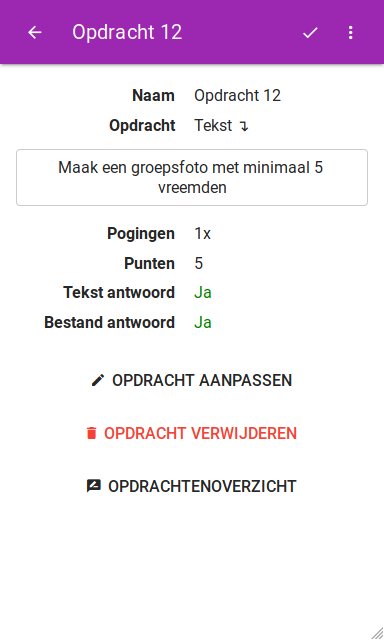 Opdracht 12
Naam Opdracht 12
Opdracht Tekst ↴
Maak een groepsfoto met minimaal 5
vreemden
Pogingen 1x
Punten 5
Tekst antwoord Ja
Bestand antwoord Ja
OPDRACHT AANPASSEN
OPDRACHT VERWIJDEREN
OPDRACHTENOVERZICHT